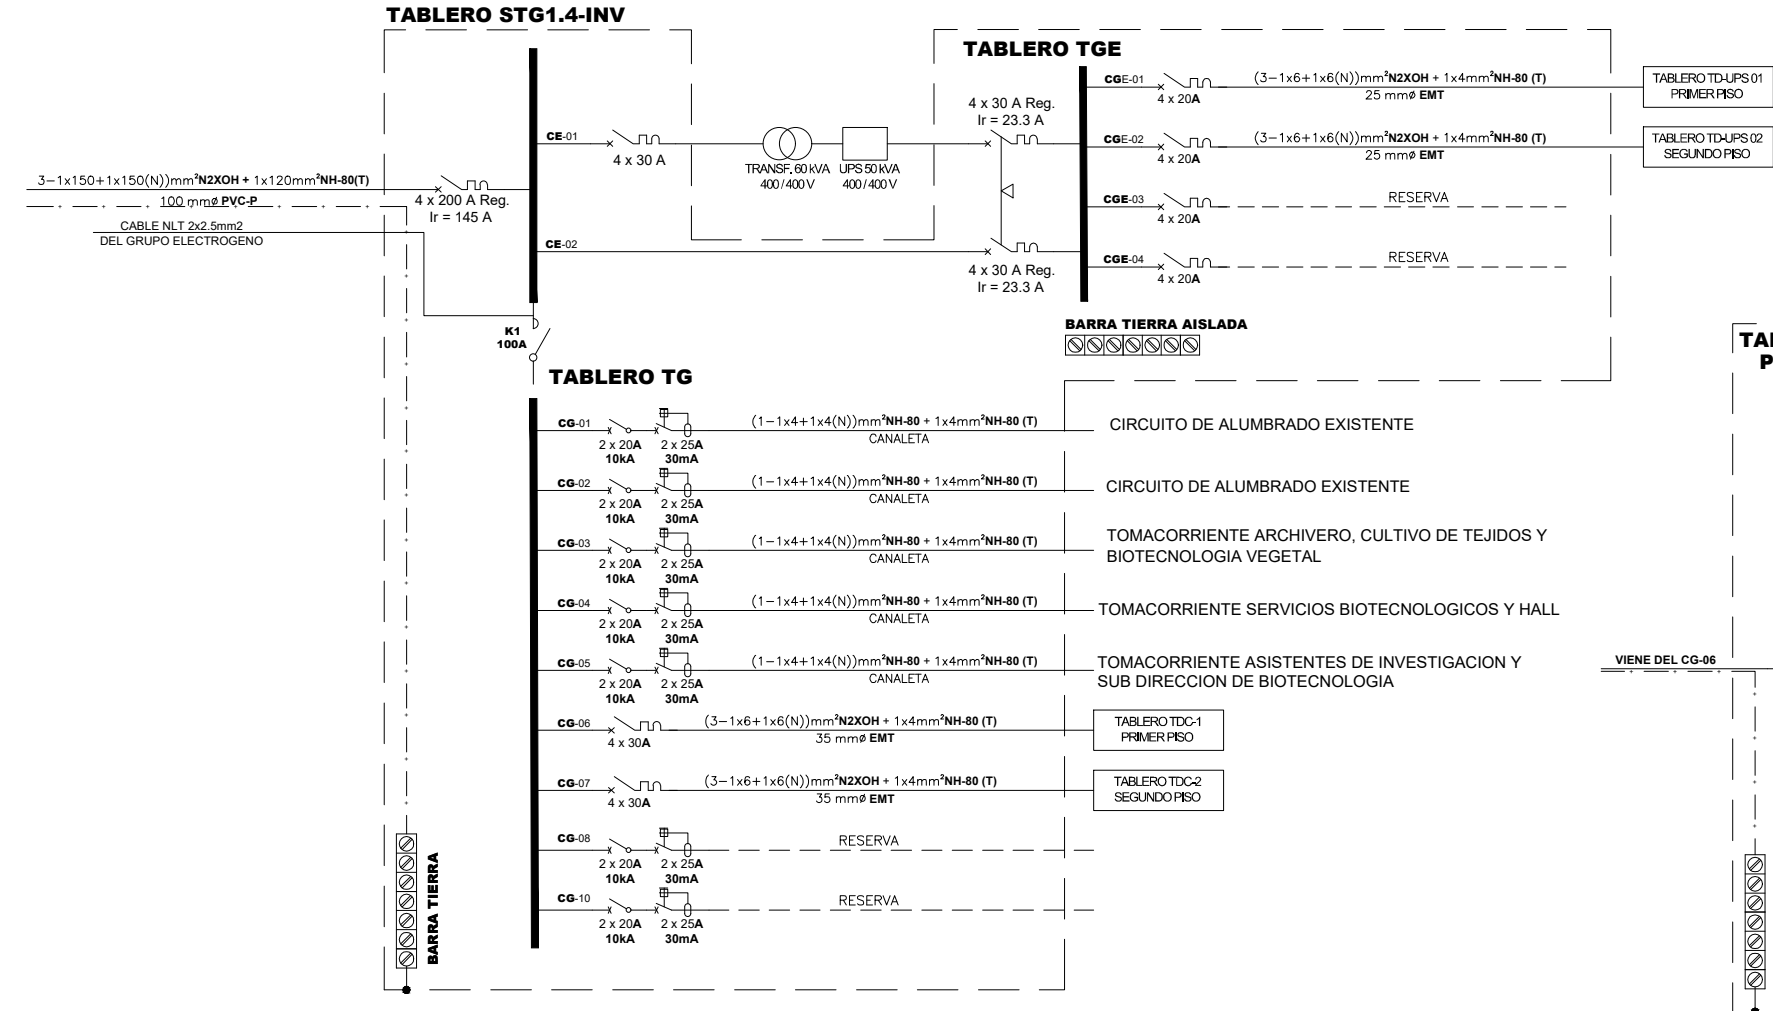 TABLERO STG1.4-INV
TABLERO TGE
3-1x150+1x150(N))mm²N2XOH + 1x120mm²NH-80(T)
100 mmø PVC-P
CABLE NLT 2x2.5mm2
DEL GRUPO ELECTROGENO
4 x 200 A Reg.
Ir = 145 A
CE-01
4 x 30 A
TRANSF. 60 kVA
400 / 400 V
UPS 50 kVA
400 / 400 V
4 x 30 A Reg.
Ir = 23.3 A
CE-02
4 x 30 A Reg.
Ir = 23.3 A
CGE-01
4 x 20A
(3-1x6+1x6(N))mm²N2XOH + 1x4mm²NH-80 (T)
25 mmø EMT
TABLERO TD-UPS 01
PRIMER PISO
CGE-02
4 x 20A
(3-1x6+1x6(N))mm²N2XOH + 1x4mm²NH-80 (T)
25 mmø EMT
TABLERO TD-UPS 02
SEGUNDO PISO
CGE-03
4 x 20A
RESERVA
CGE-04
4 x 20A
RESERVA
BARRA TIERRA AISLADA
K1
100A
TABLERO TG
CG-01
2 x 20A
10kA
2 x 25A
30mA
(1-1x4+1x4(N))mm²NH-80 + 1x4mm²NH-80 (T)
CANALETA
CIRCUITO DE ALUMBRADO EXISTENTE
CG-02
2 x 20A
10kA
2 x 25A
30mA
(1-1x4+1x4(N))mm²NH-80 + 1x4mm²NH-80 (T)
CANALETA
CIRCUITO DE ALUMBRADO EXISTENTE
CG-03
2 x 20A
10kA
2 x 25A
30mA
(1-1x4+1x4(N))mm²NH-80 + 1x4mm²NH-80 (T)
CANALETA
TOMACORRIENTE ARCHIVERO, CULTIVO DE TEJIDOS Y
BIOTECNOLOGIA VEGETAL
CG-04
2 x 20A
10kA
2 x 25A
30mA
(1-1x4+1x4(N))mm²NH-80 + 1x4mm²NH-80 (T)
CANALETA
TOMACORRIENTE SERVICIOS BIOTECNOLOGICOS Y HALL
CG-05
2 x 20A
10kA
2 x 25A
30mA
(1-1x4+1x4(N))mm²NH-80 + 1x4mm²NH-80 (T)
CANALETA
TOMACORRIENTE ASISTENTES DE INVESTIGACION Y
SUB DIRECCION DE BIOTECNOLOGIA
CG-06
4 x 30A
(3-1x6+1x6(N))mm²N2XOH + 1x4mm²NH-80 (T)
35 mmø EMT
TABLERO TDC-1
PRIMER PISO
CG-07
4 x 30A
(3-1x6+1x6(N))mm²N2XOH + 1x4mm²NH-80 (T)
35 mmø EMT
TABLERO TDC-2
SEGUNDO PISO
CG-08
2 x 20A
10kA
2 x 25A
30mA
RESERVA
CG-10
2 x 20A
10kA
2 x 25A
30mA
RESERVA
BARRA TIERRA
VIENE DEL CG-06